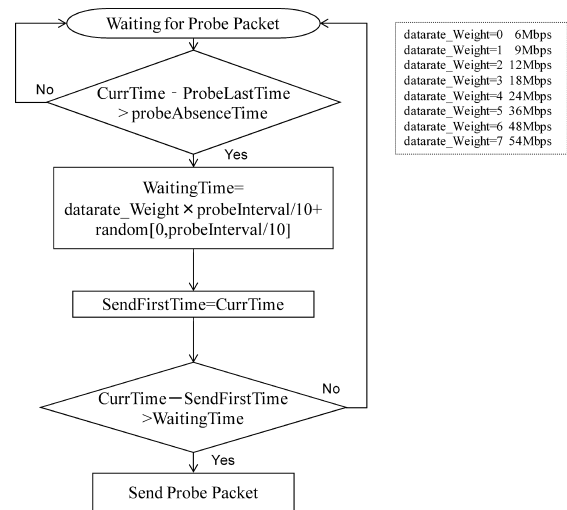 Waiting for Probe Packet
No
CurrTime - ProbeLastTime
>probeAbsenceTime
Yes
WaitingTime=
datarate_Weight×probeInterval/10+
random[0,probeInterval/10]
SendFirstTime=CurrTime
CurrTime－SendFirstTime
>WaitingTime
No
Yes
Send Probe Packet
datarate_Weight=0 6Mbps
datarate_Weight=1 9Mbps
datarate_Weight=2 12Mbps
datarate_Weight=3 18Mbps
datarate_Weight=4 24Mbps
datarate_Weight=5 36Mbps
datarate_Weight=6 48Mbps
datarate_Weight=7 54Mbps